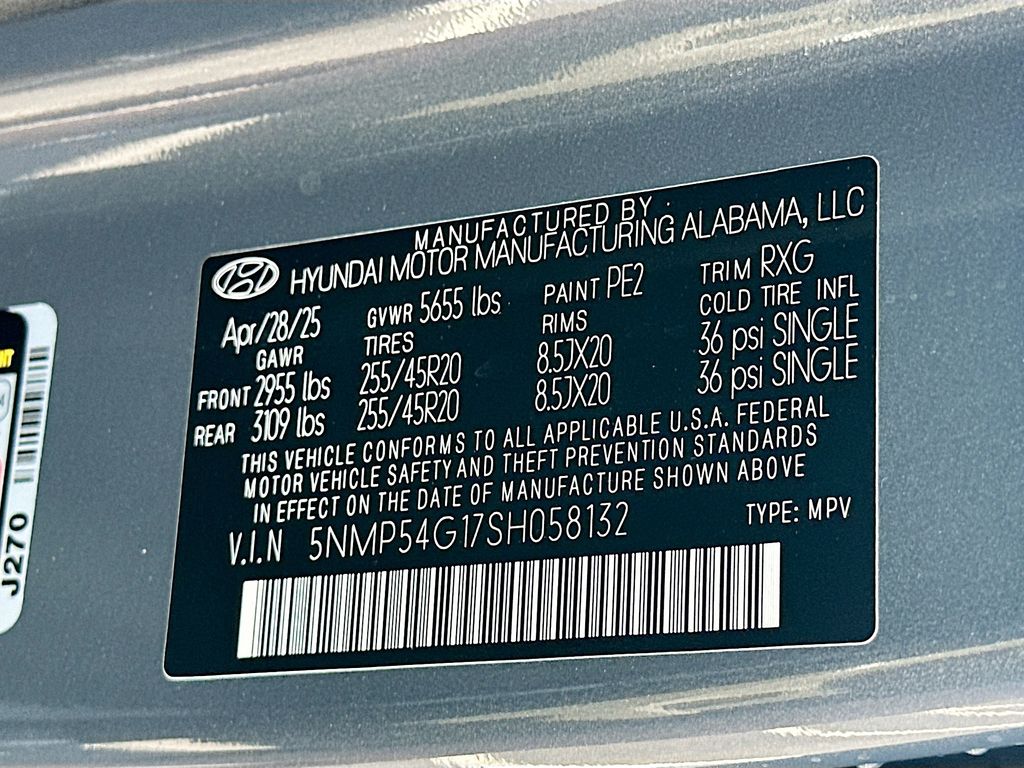 MANUFACTURED BY
HYUNDAI MOTOR MANUFACTURING ALABAMA, LLC
Apr/28/25 GVWR 5655 lbs PAINT PE2 TRIM RXG
GAWR TIRES RIMS COLD TIRE INFL
FRONT 2955 lbs 255/45R20 8.5JX20 36 psi SINGLE
REAR 3109 lbs 255/45R20 8.5JX20 36 psi SINGLE
THIS VEHICLE CONFORMS TO ALL APPLICABLE U.S.A. FEDERAL
MOTOR VEHICLE SAFETY AND THEFT PREVENTION STANDARDS
IN EFFECT ON THE DATE OF MANUFACTURE SHOWN ABOVE
V.I.N 5NMP54G17SH058132 TYPE: MPV
J270